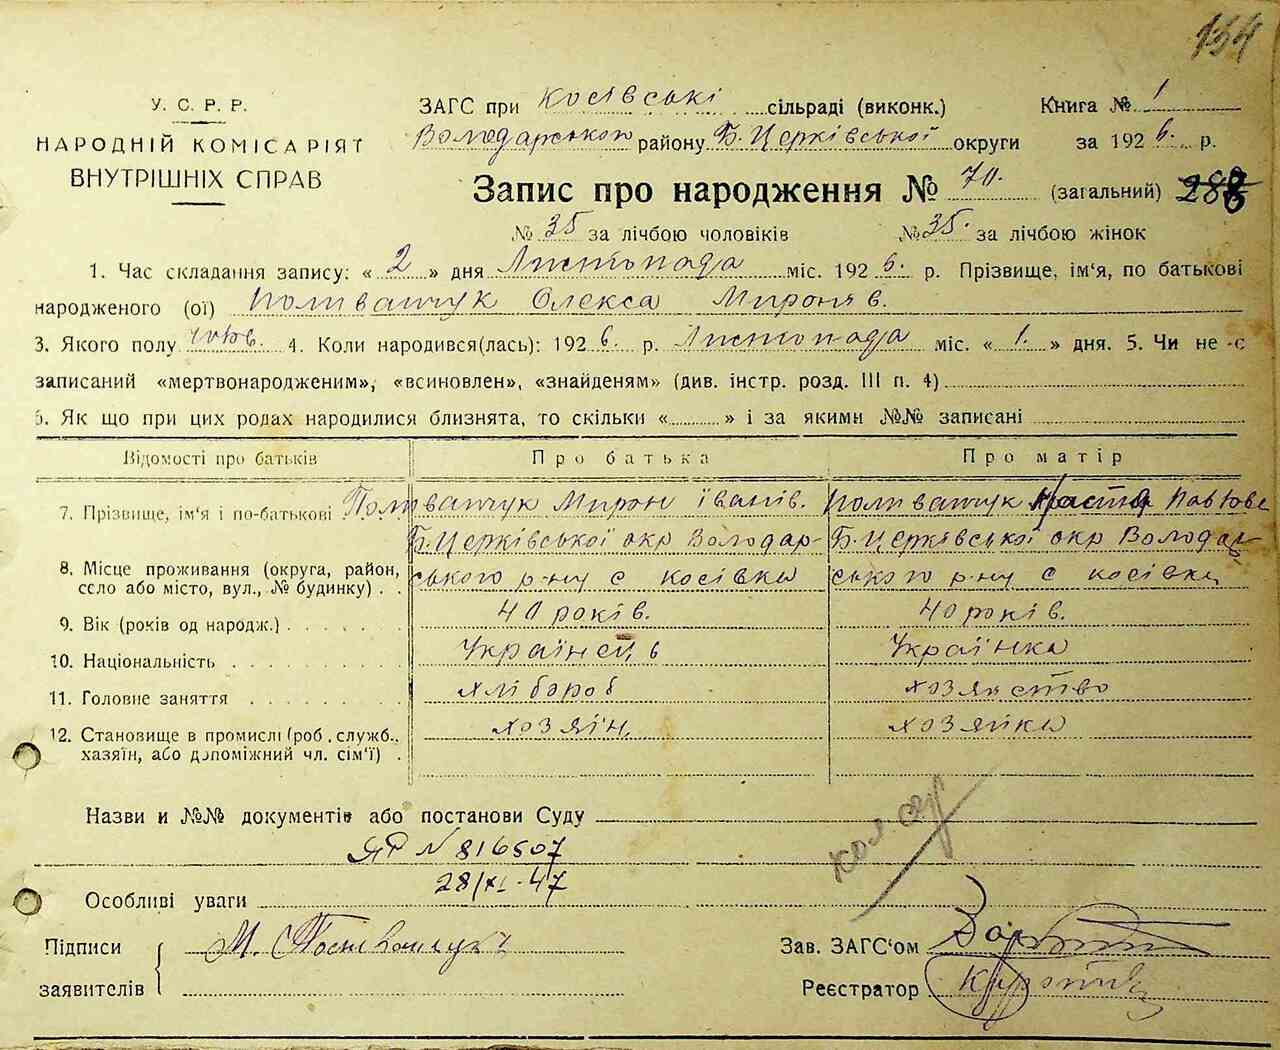 154
У. С. Р. Р.
НАРОДНІЙ КОМІСАРІЯТ
ВНУТРІШНІХ СПРАВ
ЗАГС при Косівські сільраді (виконк.)
Володарського району Б. Церківської округи
Книга № 1
за 1926. р.
Запис про народження № 70. (загальний) 288
№ 35 за лічбою чоловіків № 35. за лічбою жінок
1. Час складання запису: « 2 » дня Листопада міс. 1926. р. Прізвище, ім'я, по батькові
народженого (ої) Поливанчук Олекса Миронів.
3. Якого полу чолов. 4. Коли народився(лась): 1926. р. Листопада міс. « 1. » дня. 5. Чи не є
записаний «мертвонародженим», «всиновлен», «знайденям» (див. інстр. розд. III п. 4)
6. Як що при цих родах народилися близнята, то скільки « » і за якими №№ записані
Відомості про батьків Про батька Про матір
7. Прізвище, ім'я і по-батькові Поливанчук Мирон Іванів. Поливанчук Настя
8. Місце проживання (округа, район, село або місто, вул., № будинку) Б. Церківської окр Володар-ського р-ну с Косівка Б. Церківської окр Володар-ського р-ну с Косівка
9. Вік (років од народж.) 40 років. 40 років.
10. Національність Українець Українка
11. Головне заняття хлібороб хозяйство
12. Становище в промислі (роб., служб., хазяїн, або допоміжний чл. сім'ї) хозяїн. хозяйка
Назви и №№ документів або постанови Суду
ЯР N 816507
28/XI-47
Особливі уваги
Підписи заявителів М.
Зав. ЗАГС'ом
Реєстратор